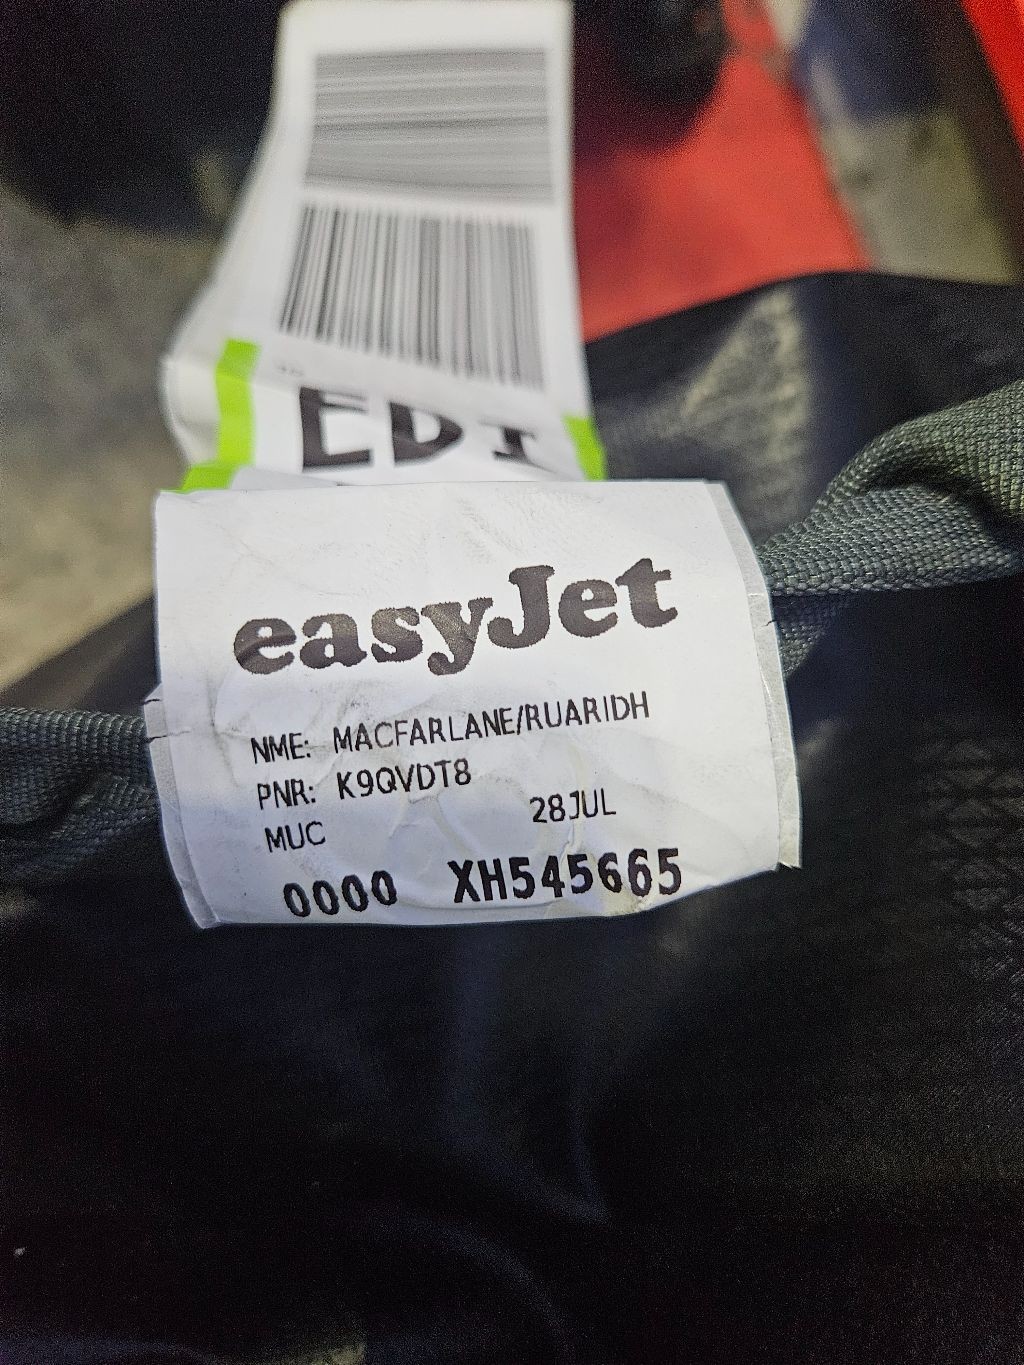 EDI
easyJet
NME: MACFARLANE/RUARIDH
PNR: K9QVDT8
MUC 28JUL
0000 XH545665